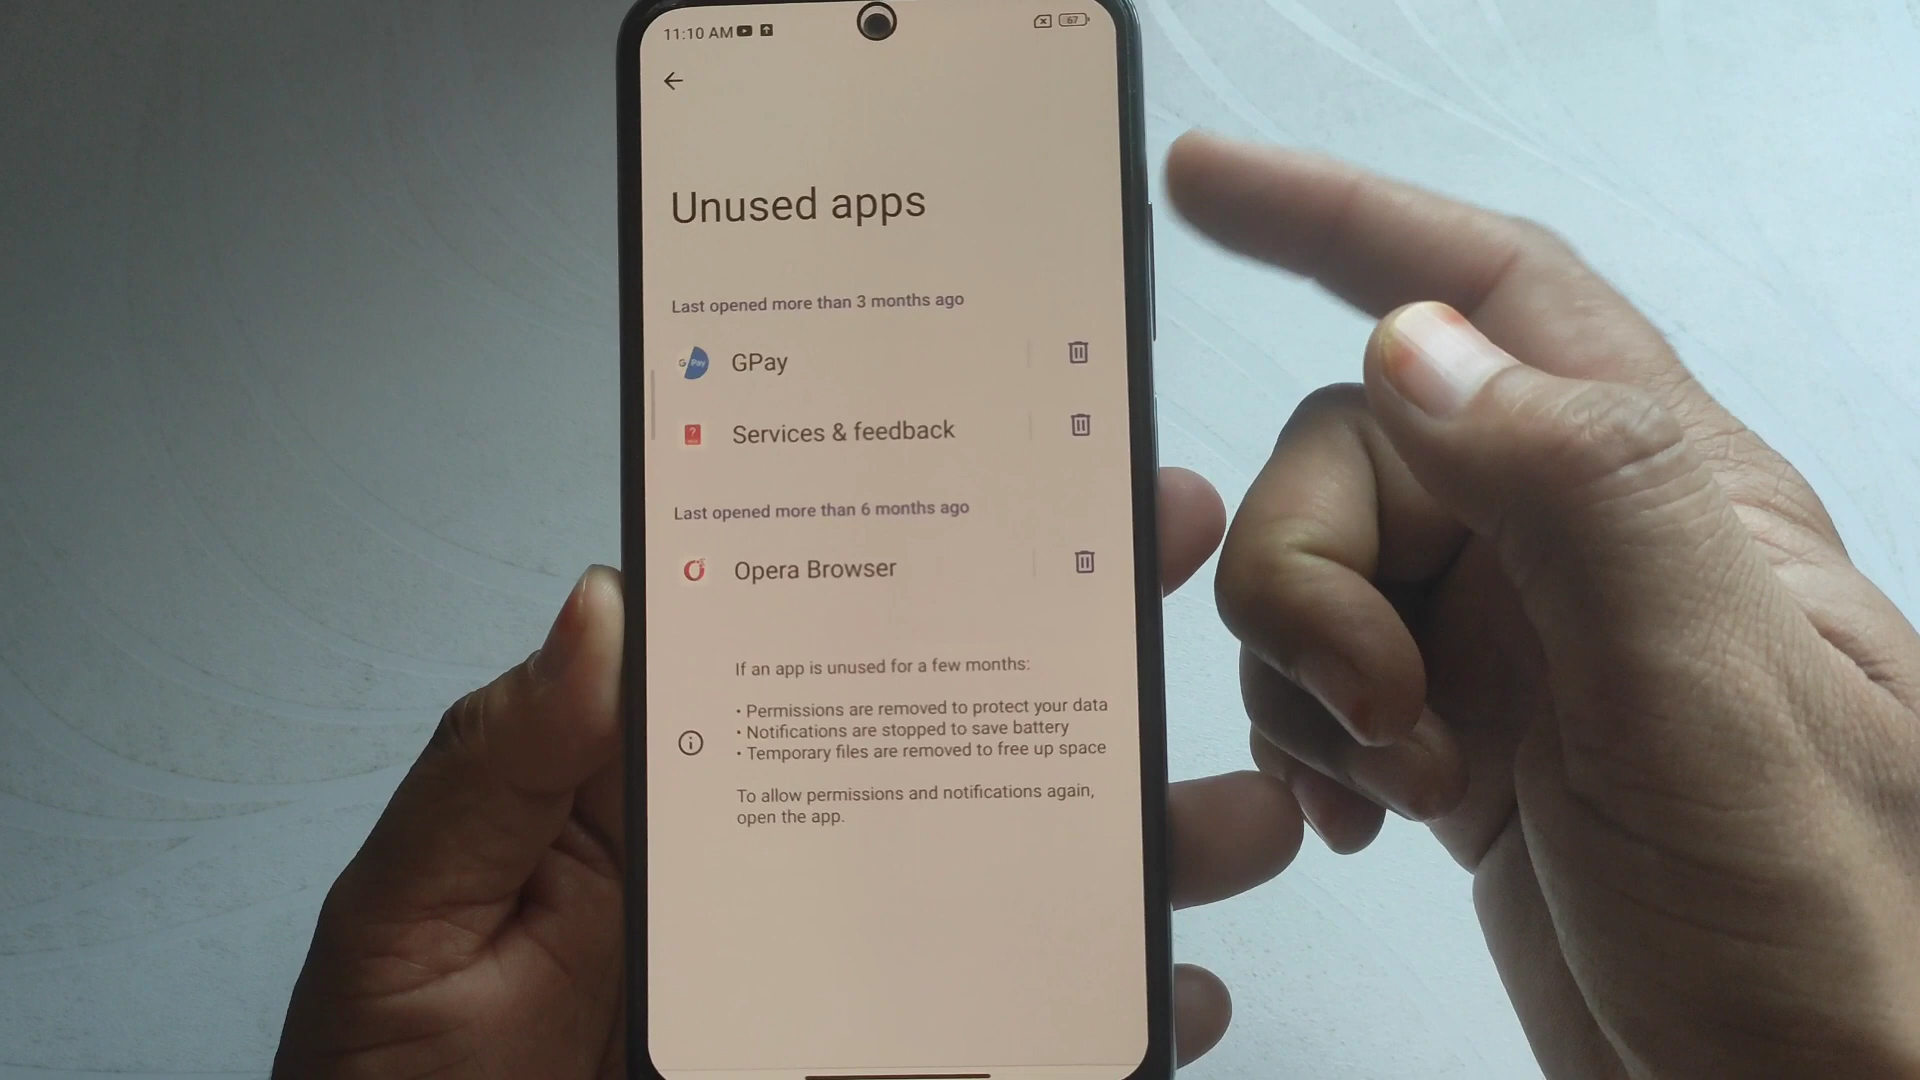 11:10 AM
67
Unused apps
Last opened more than 3 months ago
G Pay
GPay
?
Services & feedback
Last opened more than 6 months ago
Opera Browser
If an app is unused for a few months:
• Permissions are removed to protect your data
• Notifications are stopped to save battery
• Temporary files are removed to free up space
To allow permissions and notifications again,
open the app.